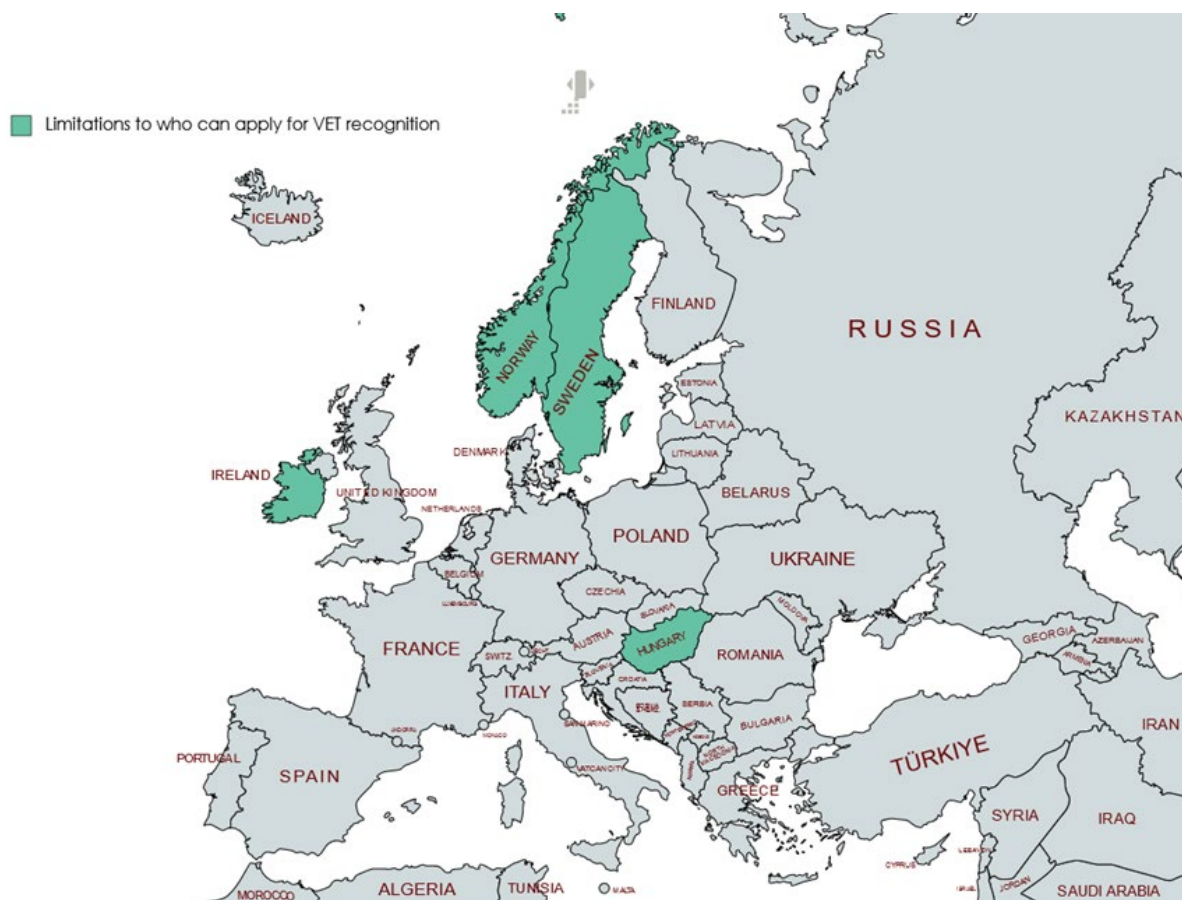 Limitations to who can apply for VET recognition
ICELAND
NORWAY
SWEDEN
FINLAND
RUSSIA
ESTONIA
LATVIA
LITHUANIA
KAZAKHSTAN
DENMARK
IRELAND
UNITED KINGDOM
NETHERLANDS
BELARUS
POLAND
GERMANY
UKRAINE
BELGIUM
LUXEMBOURG
CZECHIA
SLOVAKIA
MOLDOVA
FRANCE
SWITZ.
AUSTRIA
HUNGARY
ROMANIA
GEORGIA
AZERBAIJAN
ARMENIA
SLOVENIA
CROATIA
ITALY
SERBIA
BULGARIA
SAN MARINO
MONACO
ANDORRA
PORTUGAL
SPAIN
VATICAN CITY
NORTH
MACEDONIA
GREECE
TÜRKIYE
IRAN
SYRIA
IRAQ
LEBANON
CYPRUS
ISRAEL
JORDAN
SAUDI ARABIA
MOROCCO
ALGERIA
TUNISIA
MALTA